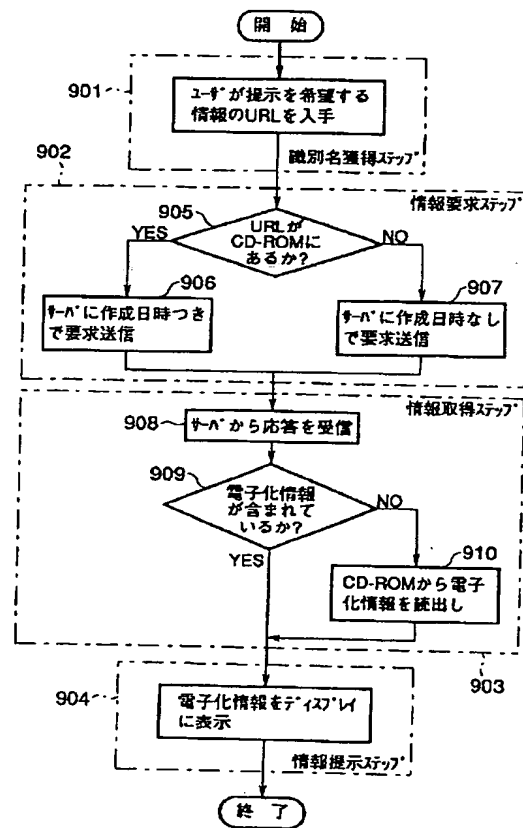 開 始
901
ユーザが提示を希望する
情報のURLを入手
識別名獲得ステップ
902
情報要求ステップ
905
URLが
CD-ROMに
あるか?
YES
NO
906
サーバに作成日時つき
で要求送信
907
サーバに作成日時なし
で要求送信
情報取得ステップ
908
サーバから応答を受信
909
電子化情報
が含まれて
いるか?
NO
YES
910
CD-ROMから電子
化情報を読出し
903
904
電子化情報をディスプレイ
に表示
情報提示ステップ
終 了